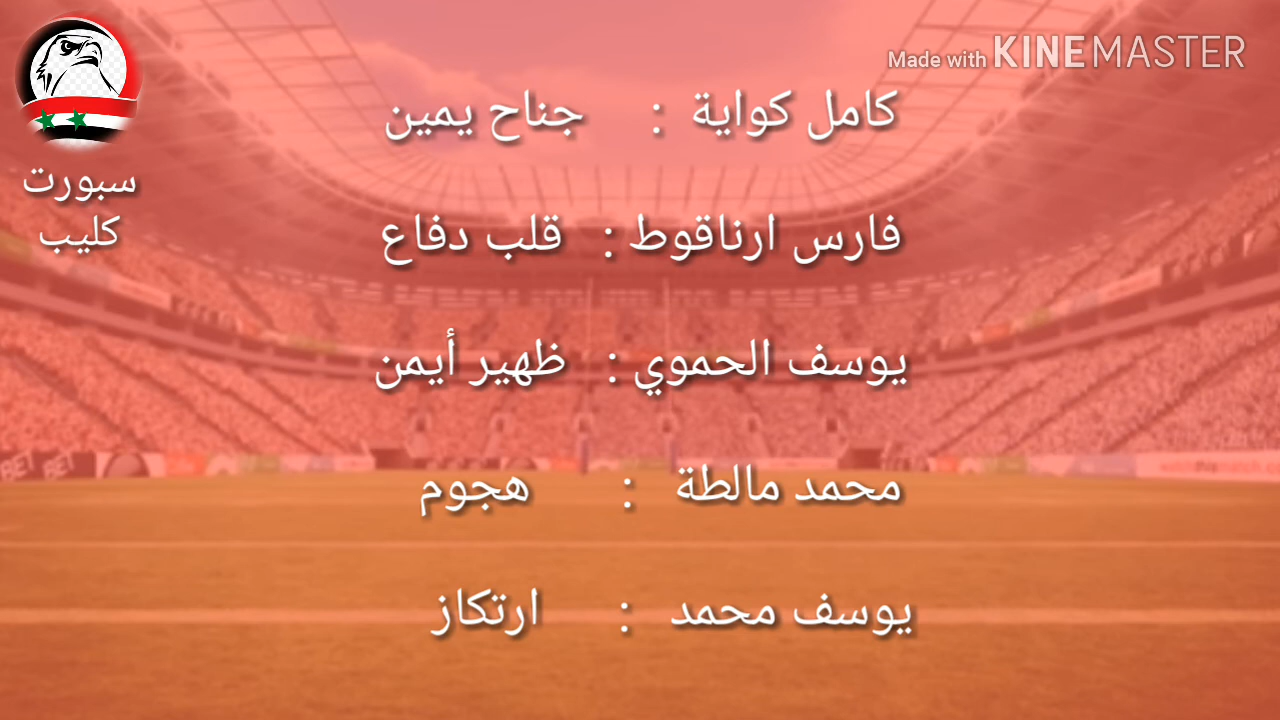 Made with KINEMASTER
سبورت
كليب
كامل كواية : جناح يمين
فارس ارناقوط : قلب دفاع
يوسف الحموي : ظهير أيمن
محمد مالطة : هجوم
يوسف محمد : ارتكاز